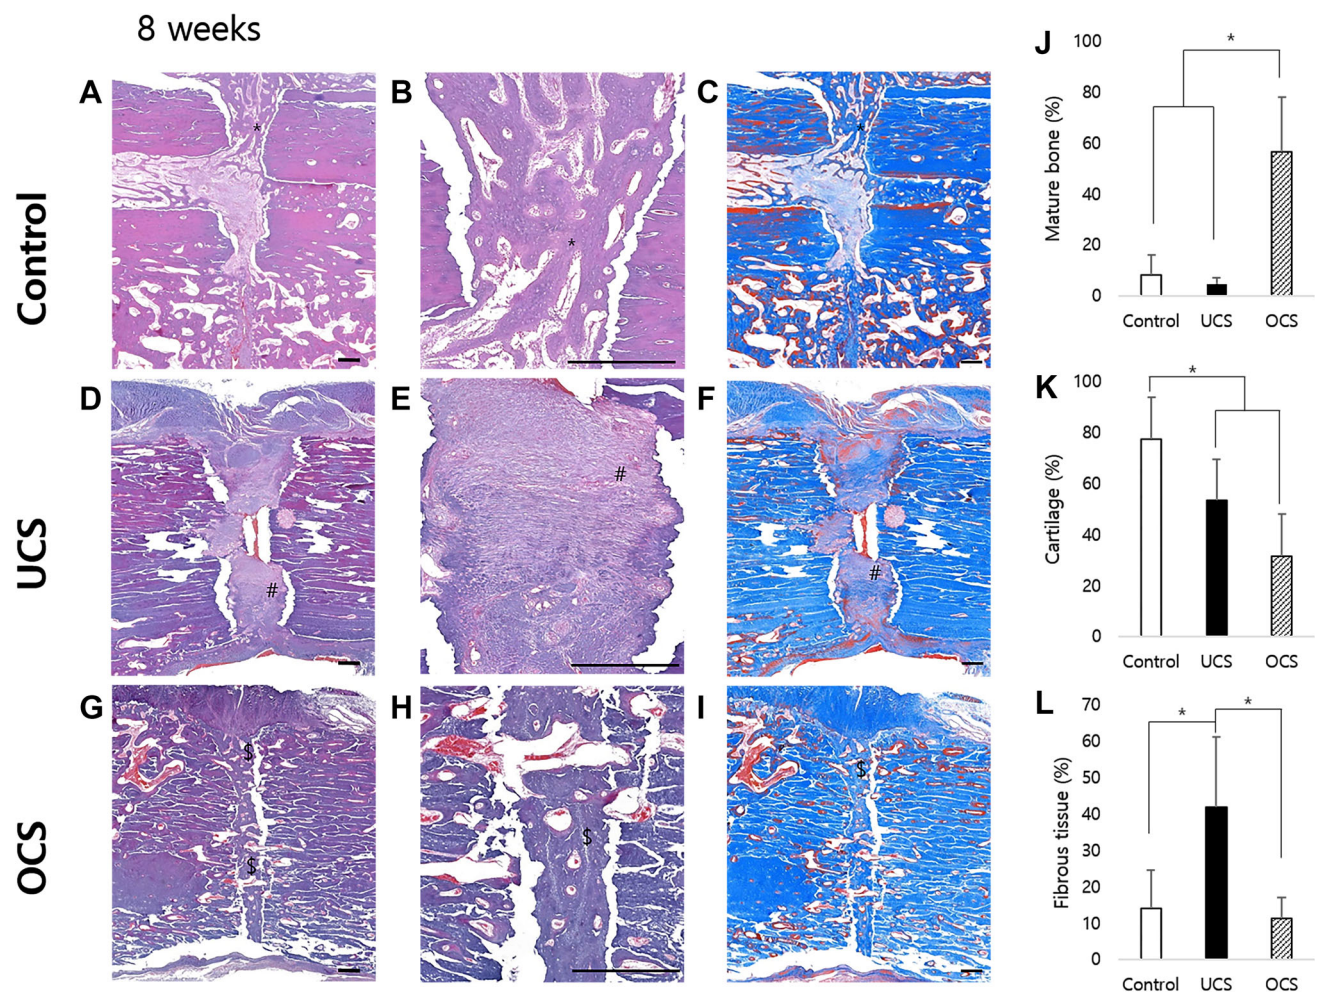 8 weeks
Control
A
*
B
*
C
*
UCS
D
#
E
#
F
#
OCS
G
$
$
H
$
I
$
J
Mature bone (%)
100
80
60
40
20
0
*
Control UCS OCS
K
Cartilage (%)
100
80
60
40
20
0
*
Control UCS OCS
L
Fibrous tissue (%)
70
60
50
40
30
20
10
0
* *
Control UCS OCS